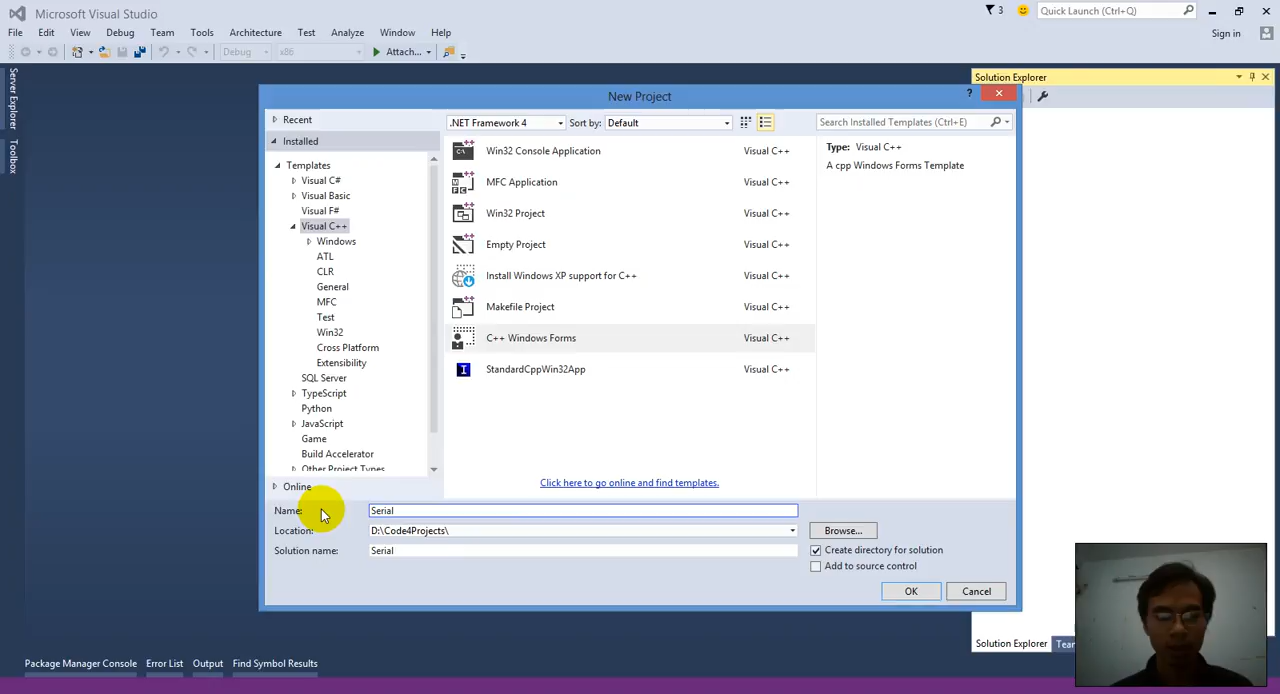 Microsoft Visual Studio
3
Quick Launch (Ctrl+Q)
File Edit View Debug Team Tools Architecture Test Analyze Window Help
Sign in
Debug x86 Attach...
Server Explorer
Toolbox
Solution Explorer
New Project
?
Recent
.NET Framework 4 Sort by: Default
Search Installed Templates (Ctrl+E)
Installed
Templates
Visual C#
Visual Basic
Visual F#
Visual C++
Windows
ATL
CLR
General
MFC
Test
Win32
Cross Platform
Extensibility
SQL Server
TypeScript
Python
JavaScript
Game
Build Accelerator
Other Project Types
Online
Win32 Console Application Visual C++
MFC Application Visual C++
Win32 Project Visual C++
Empty Project Visual C++
Install Windows XP support for C++ Visual C++
Makefile Project Visual C++
C++ Windows Forms Visual C++
StandardCppWin32App Visual C++
Click here to go online and find templates.
Type: Visual C++
A cpp Windows Forms Template
Name: Serial
Location: D:\Code4Projects\
Browse...
Solution name: Serial
Create directory for solution
Add to source control
OK Cancel
Solution Explorer Tea
Package Manager Console Error List Output Find Symbol Results